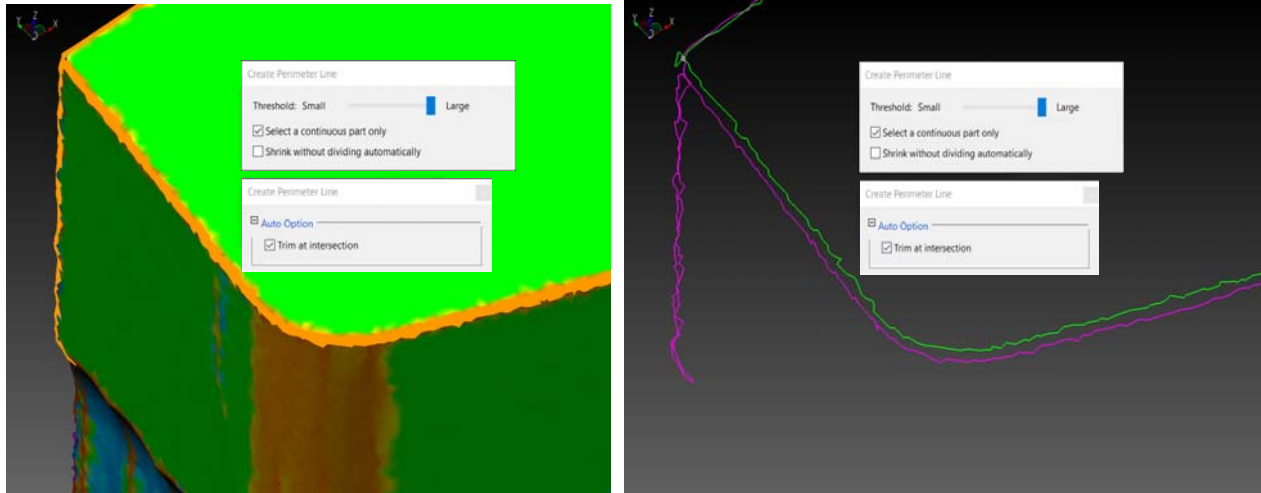 Y Z X
Create Perimeter Line
Threshold: Small Large
Select a continuous part only
Shrink without dividing automatically
Create Perimeter Line
Auto Option
Trim at intersection
Y Z X
Create Perimeter Line
Threshold: Small Large
Select a continuous part only
Shrink without dividing automatically
Create Perimeter Line
Auto Option
Trim at intersection